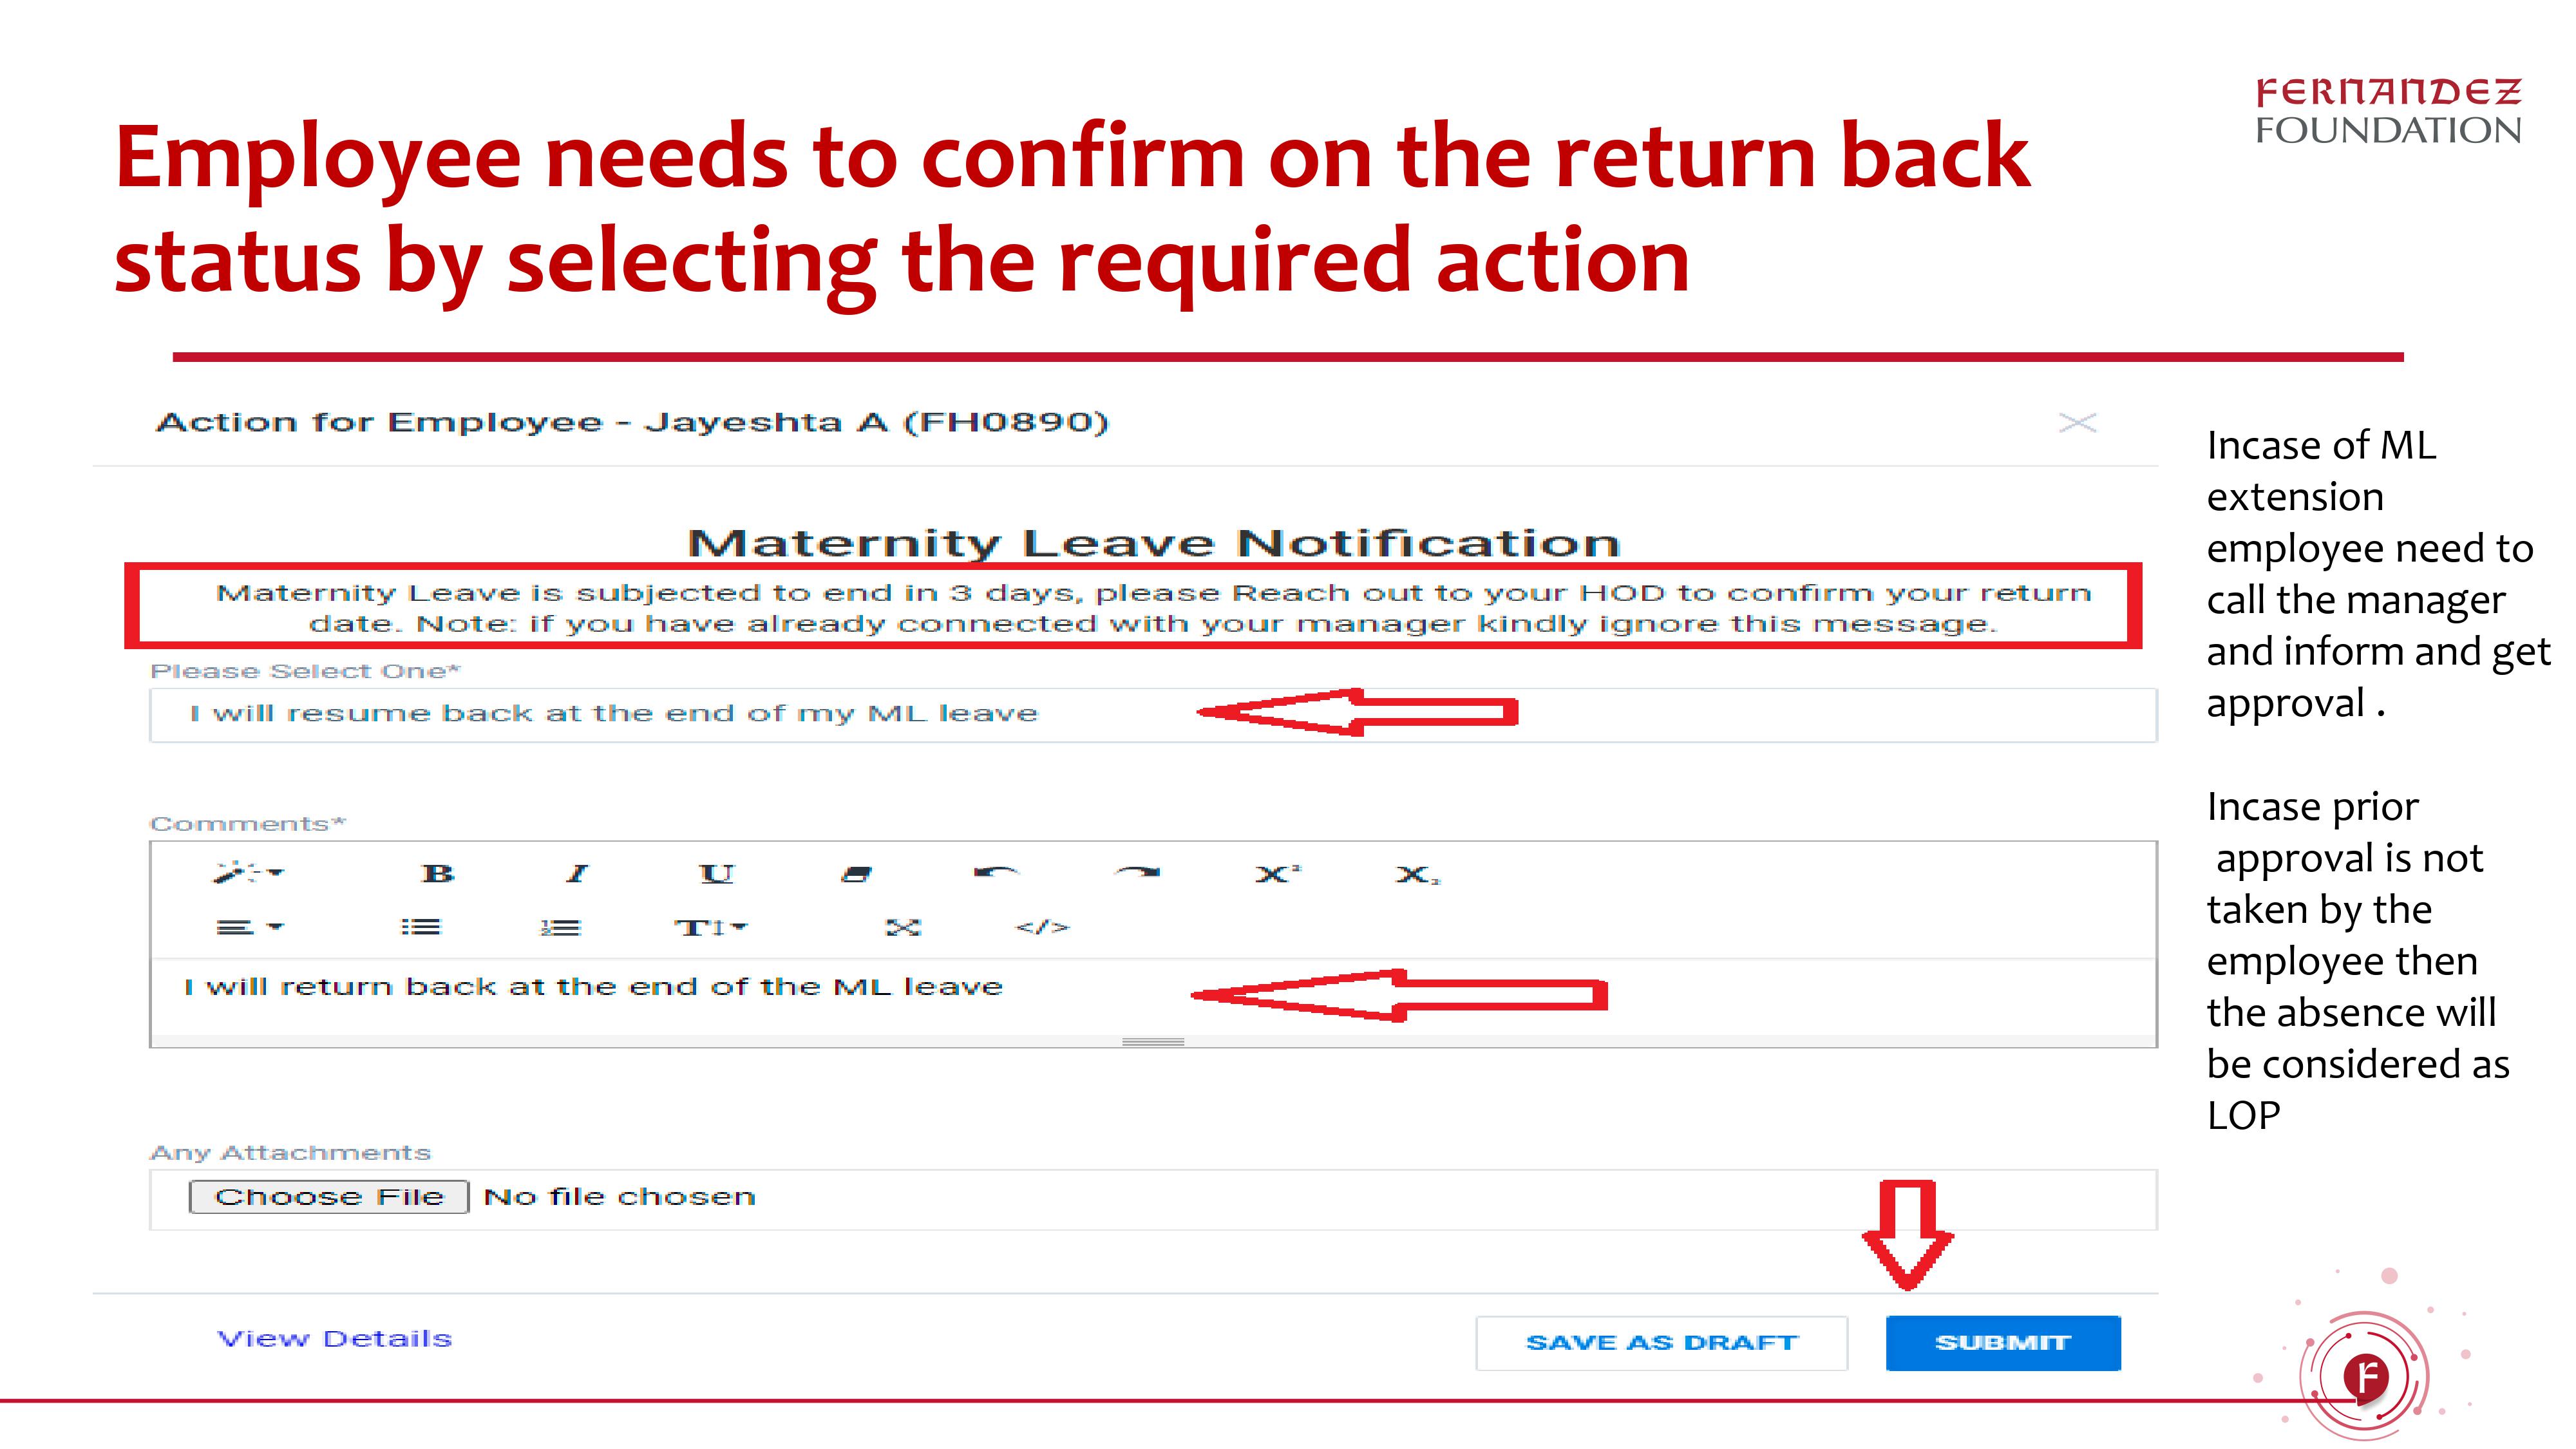 FERNANDEZ
FOUNDATION
Employee needs to confirm on the return back
status by selecting the required action
Action for Employee - Jayeshta A (FH0890)
Maternity Leave Notification
Maternity Leave is subjected to end in 3 days, please Reach out to your HOD to confirm your return
date. Note: if you have already connected with your manager kindly ignore this message.
Please Select One*
I will resume back at the end of my ML leave
Comments*
B I U X² X₂
T </>
I will return back at the end of the ML leave
Any Attachments
Choose File No file chosen
View Details
SAVE AS DRAFT
SUBMIT
Incase of ML
extension
employee need to
call the manager
and inform and get
approval .
Incase prior
approval is not
taken by the
employee then
the absence will
be considered as
LOP
F